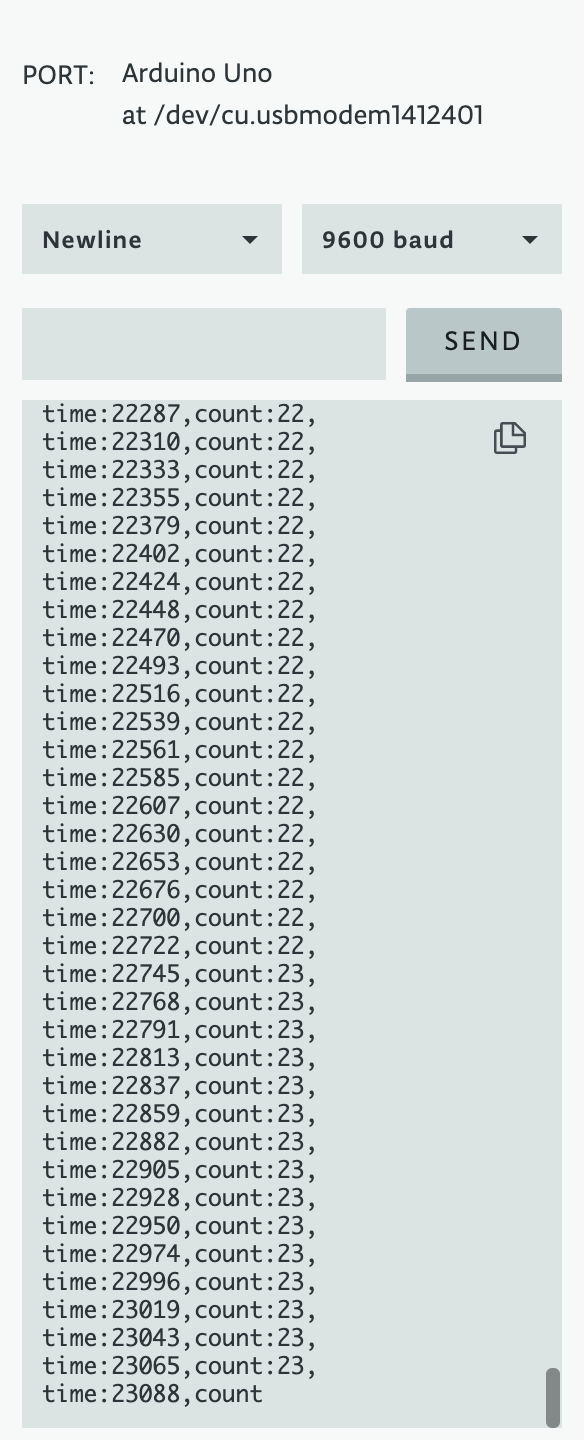 PORT: Arduino Uno
at /dev/cu.usbmodem1412401
Newline
9600 baud
SEND
time:22287,count:22,
time:22310,count:22,
time:22333,count:22,
time:22355,count:22,
time:22379,count:22,
time:22402,count:22,
time:22424,count:22,
time:22448,count:22,
time:22470,count:22,
time:22493,count:22,
time:22516,count:22,
time:22539,count:22,
time:22561,count:22,
time:22585,count:22,
time:22607,count:22,
time:22630,count:22,
time:22653,count:22,
time:22676,count:22,
time:22700,count:22,
time:22722,count:22,
time:22745,count:23,
time:22768,count:23,
time:22791,count:23,
time:22813,count:23,
time:22837,count:23,
time:22859,count:23,
time:22882,count:23,
time:22905,count:23,
time:22928,count:23,
time:22950,count:23,
time:22974,count:23,
time:22996,count:23,
time:23019,count:23,
time:23043,count:23,
time:23065,count:23,
time:23088,count